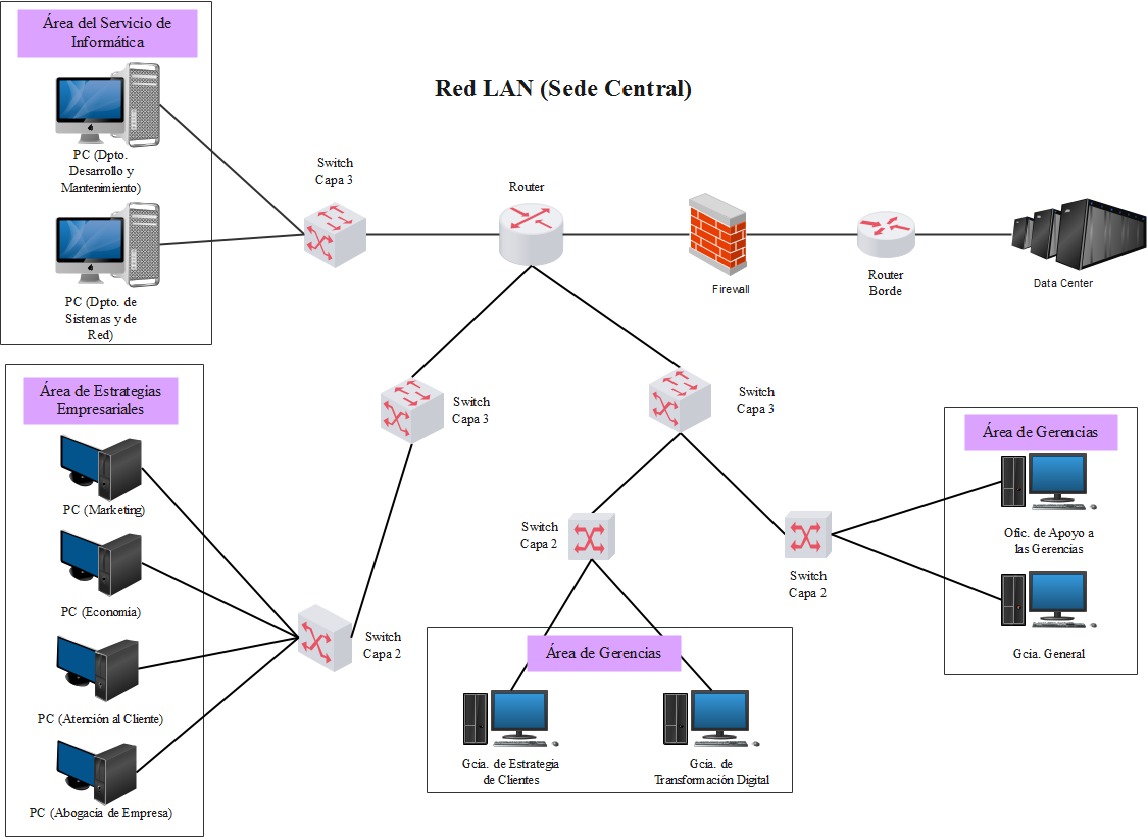 Área del Servicio de
Informática
PC (Dpto.
Desarrollo y
Mantenimiento)
PC (Dpto. de
Sistemas y de
Red)
Red LAN (Sede Central)
Switch
Capa 3
Router
Firewall
Router
Borde
Data Center
Área de Estrategias
Empresariales
PC (Marketing)
PC (Economía)
PC (Atención al Cliente)
PC (Abogacía de Empresa)
Switch
Capa 3
Switch
Capa 3
Switch
Capa 2
Switch
Capa 2
Switch
Capa 2
Área de Gerencias
Gcia. de Estrategia
de Clientes
Gcia. de
Transformación Digital
Área de Gerencias
Ofic. de Apoyo a
las Gerencias
Gcia. General